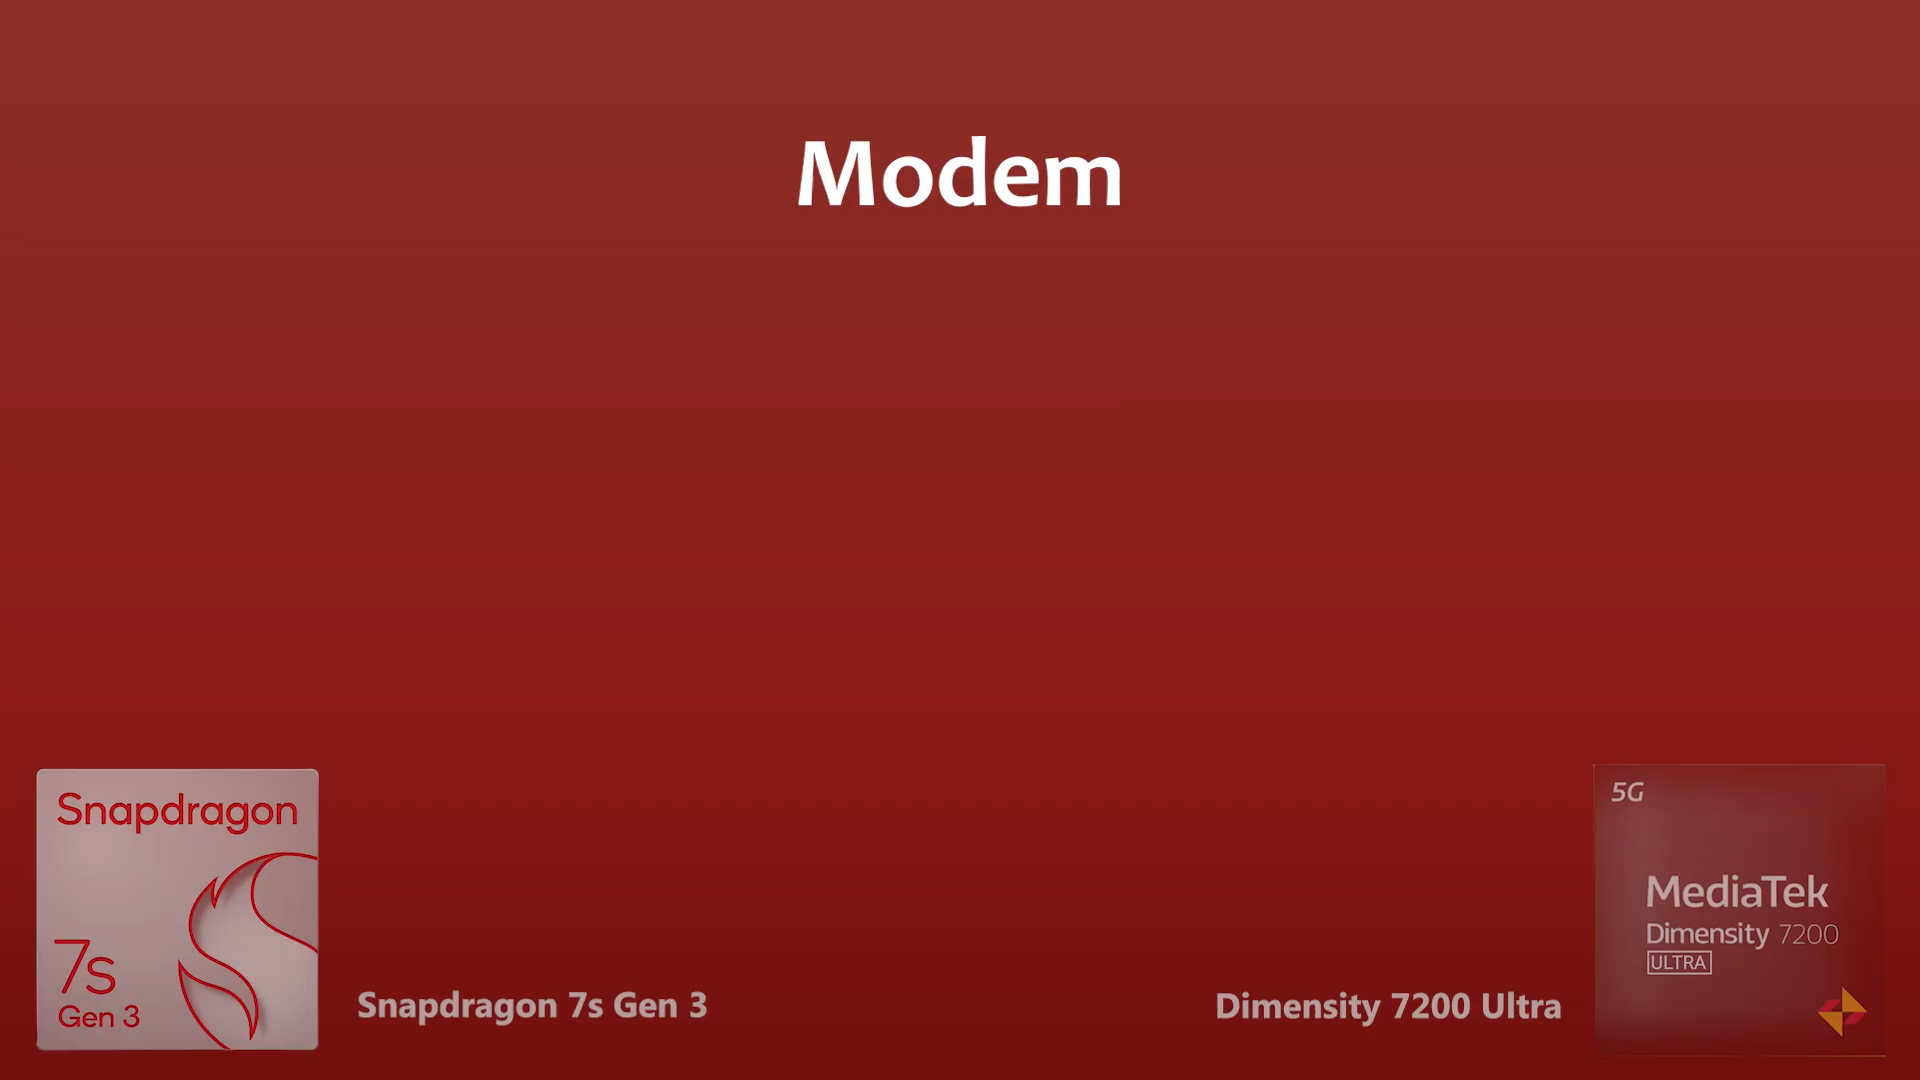 Modem
Snapdragon
7s
Gen 3
Snapdragon 7s Gen 3
Dimensity 7200 Ultra
5G
MediaTek
Dimensity 7200
ULTRA